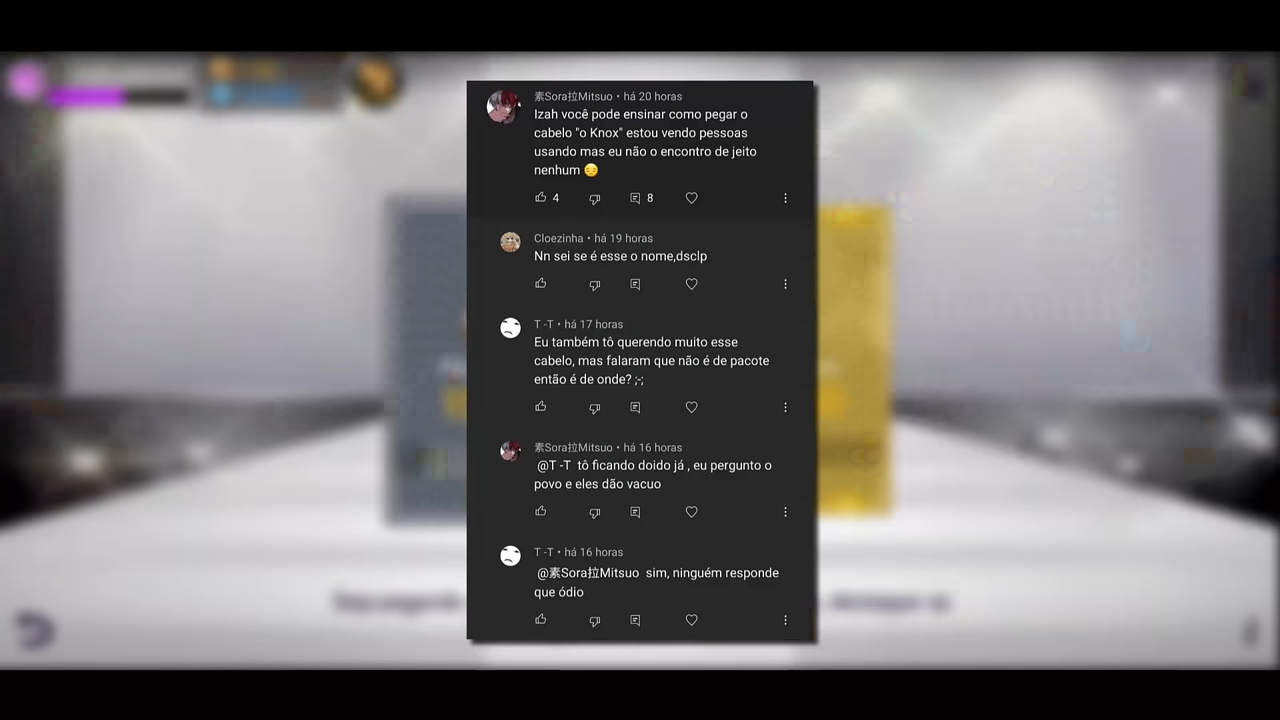 素Sora拉Mitsuo • há 20 horas
Izah você pode ensinar como pegar o
cabelo "o Knox" estou vendo pessoas
usando mas eu não o encontro de jeito
nenhum 😔
4 8
Cloezinha • há 19 horas
Nn sei se é esse o nome,dsclp
T -T • há 17 horas
Eu também tô querendo muito esse
cabelo, mas falaram que não é de pacote
então é de onde? ;-;
素Sora拉Mitsuo • há 16 horas
@T -T tô ficando doido já , eu pergunto o
povo e eles dão vacuo
T -T • há 16 horas
@素Sora拉Mitsuo sim, ninguém responde
que ódio